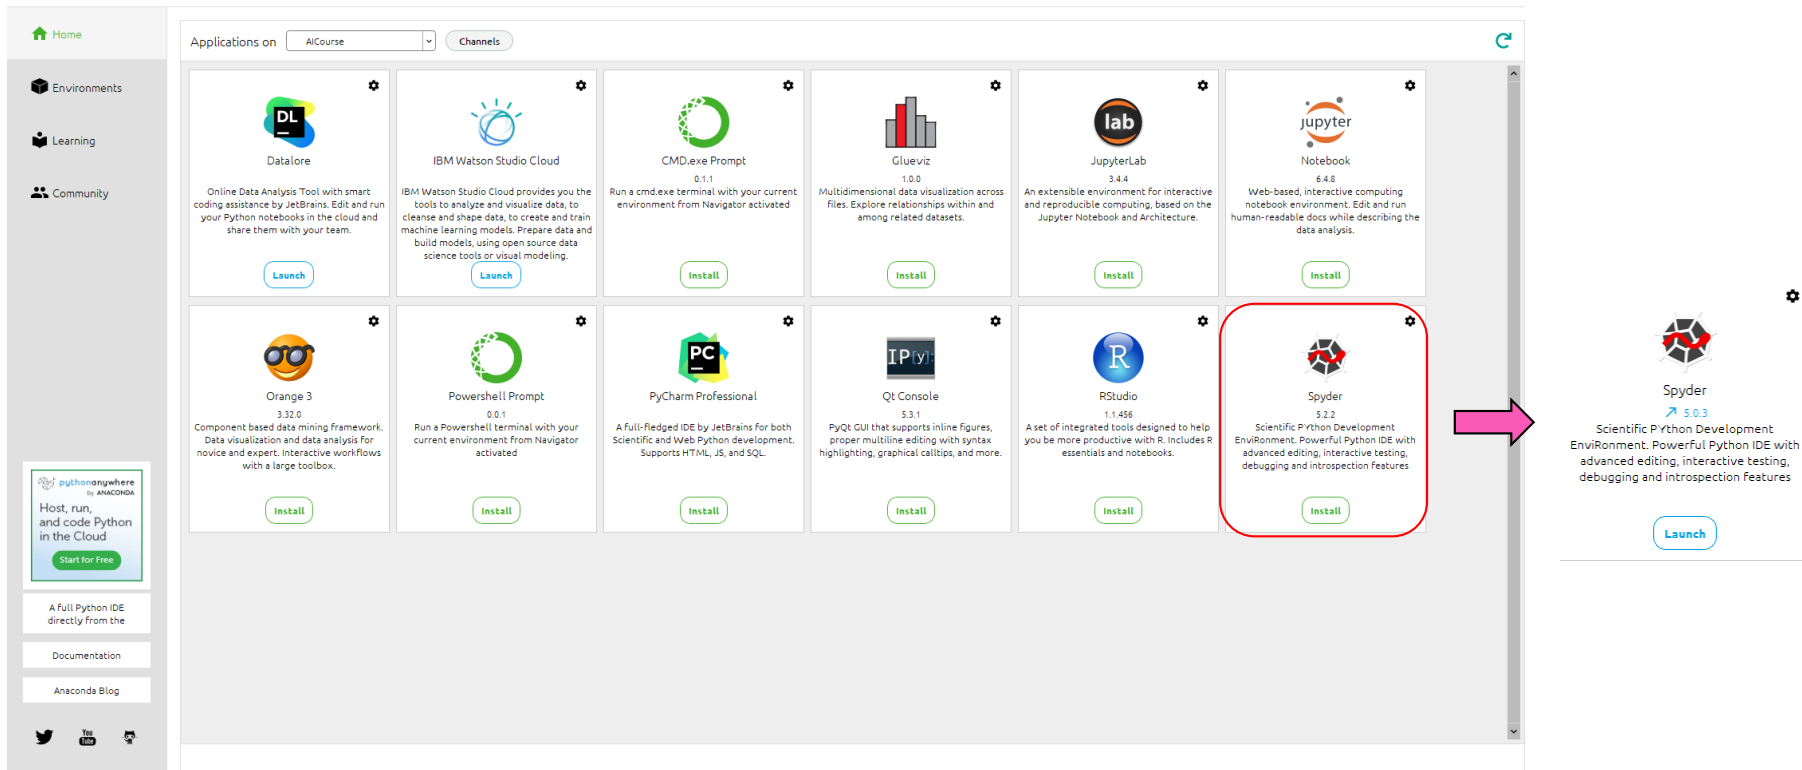 Home
Environments
Learning
Community
pythonanywhere
by ANACONDA
Host, run,
and code Python
in the Cloud
Start for Free
A full Python IDE
directly from the
Documentation
Anaconda Blog
You
Tube
Applications on
AICourse
Channels
DL
Datalore
Online Data Analysis Tool with smart
coding assistance by JetBrains. Edit and run
your Python notebooks in the cloud and
share them with your team.
Launch
IBM Watson Studio Cloud
IBM Watson Studio Cloud provides you the
tools to analyze and visualize data, to
cleanse and shape data, to create and train
machine learning models. Prepare data and
build models, using open source data
science tools or visual modeling.
Launch
CMD.exe Prompt
0.1.1
Run a cmd.exe terminal with your current
environment from Navigator activated
Install
Glueviz
1.0.0
Multidimensional data visualization across
files. Explore relationships within and
among related datasets.
Install
lab
JupyterLab
3.4.4
An extensible environment for interactive
and reproducible computing, based on the
Jupyter Notebook and Architecture.
Install
jupyter
Notebook
6.4.8
Web-based, interactive computing
notebook environment. Edit and run
human-readable docs while describing the
data analysis.
Install
Orange 3
3.32.0
Component based data mining framework.
Data visualization and data analysis for
novice and expert. Interactive workflows
with a large toolbox.
Install
Powershell Prompt
0.0.1
Run a Powershell terminal with your
current environment from Navigator
activated
Install
PC
PyCharm Professional
A full-fledged IDE by JetBrains for both
Scientific and Web Python development.
Supports HTML, JS, and SQL.
Install
IP[y]:
Qt Console
5.3.1
PyQt GUI that supports inline figures,
proper multiline editing with syntax
highlighting, graphical calltips, and more.
Install
R
RStudio
1.1.456
A set of integrated tools designed to help
you be more productive with R. Includes R
essentials and notebooks.
Install
Spyder
5.2.2
Scientific PYthon Development
EnviRonment. Powerful Python IDE with
advanced editing, interactive testing,
debugging and introspection features
Install
Spyder
5.0.3
Scientific PYthon Development
EnviRonment. Powerful Python IDE with
advanced editing, interactive testing,
debugging and introspection features
Launch